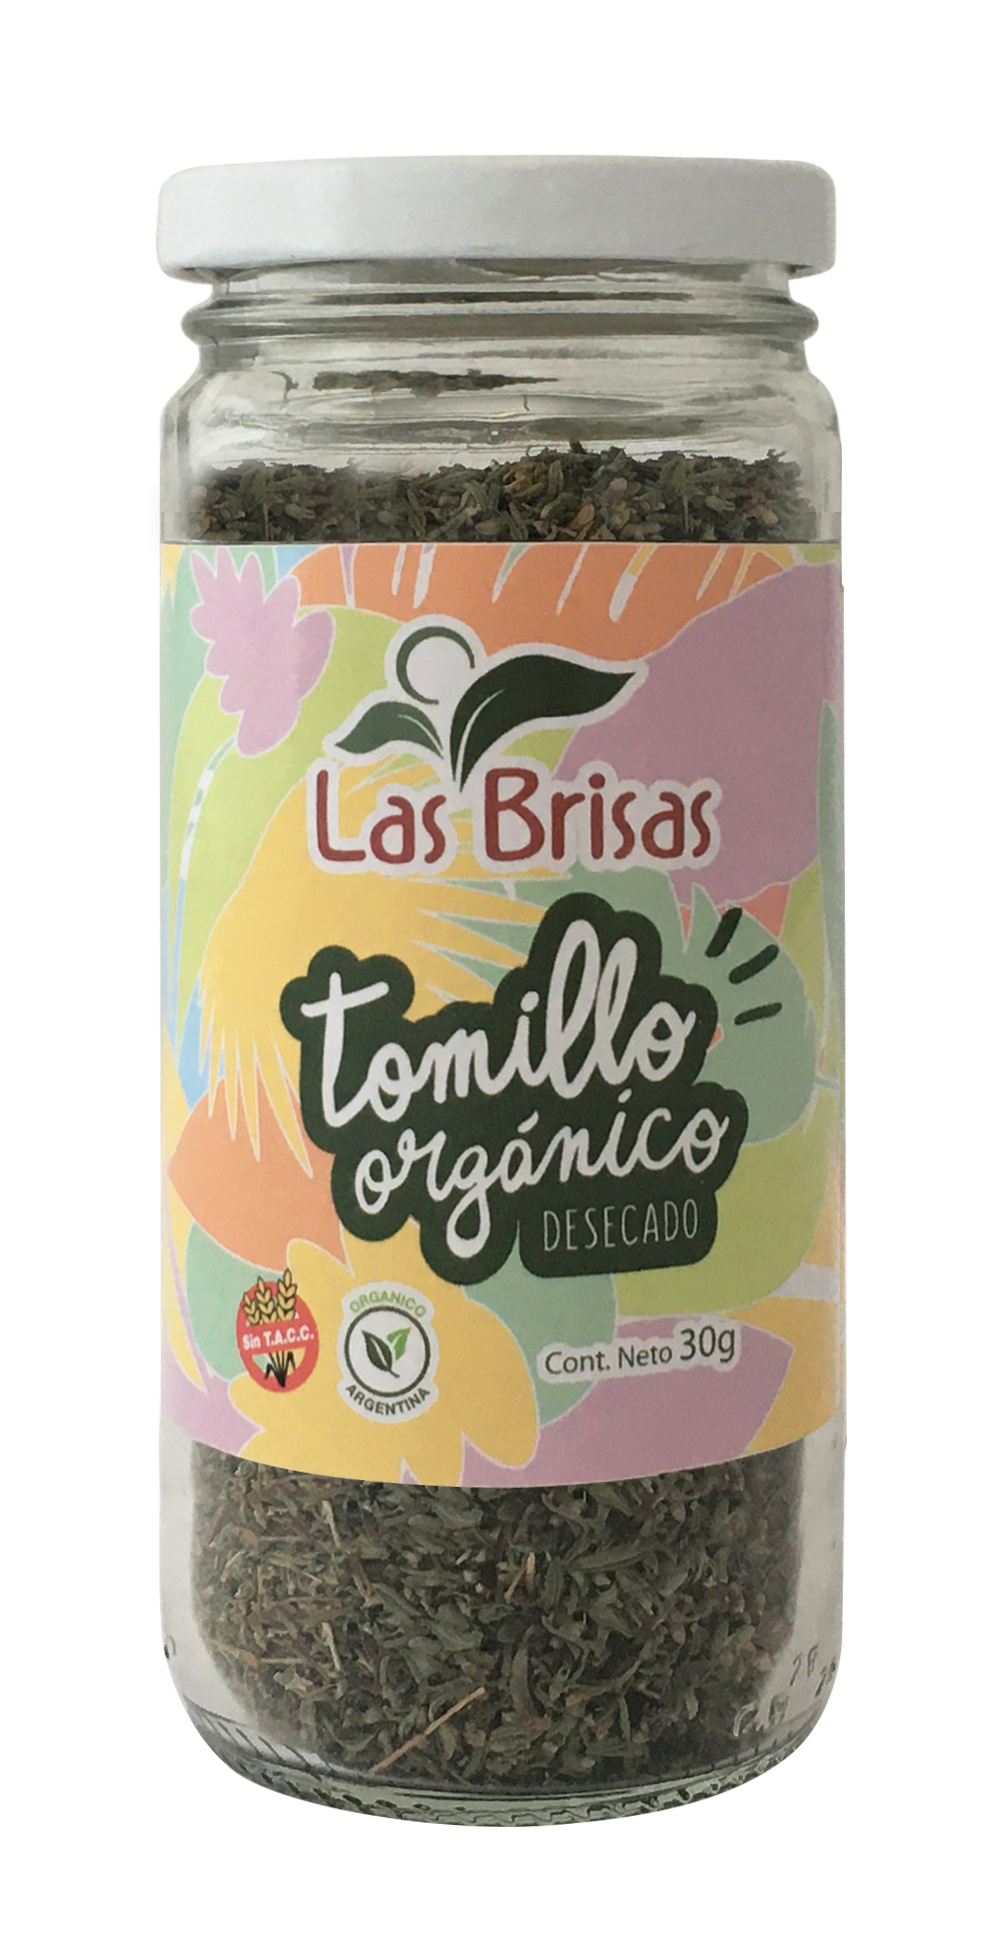 Las Brisas
tomillo
orgánico
DESECADO
Sin T.A.C.C.
ORGANICO
ARGENTINA
Cont. Neto 30g